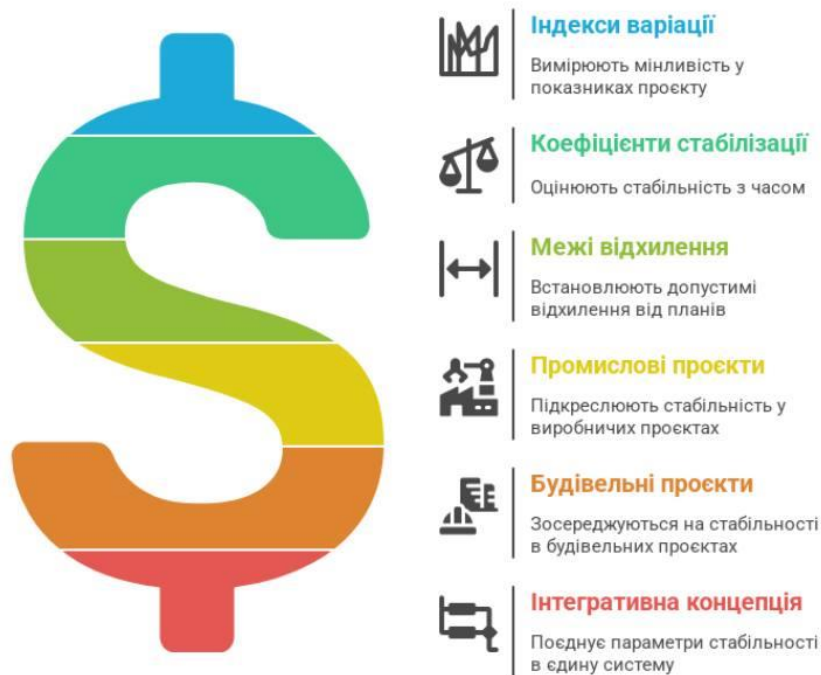 Індекси варіації
Вимірюють мінливість у
показниках проєкту
Коефіцієнти стабілізації
Оцінюють стабільність з часом
Межі відхилення
Встановлюють допустимі
відхилення від планів
Промислові проєкти
Підкреслюють стабільність у
виробничих проєктах
Будівельні проєкти
Зосереджуються на стабільності
в будівельних проєктах
Інтегративна концепція
Поєднує параметри стабільності
в єдину систему